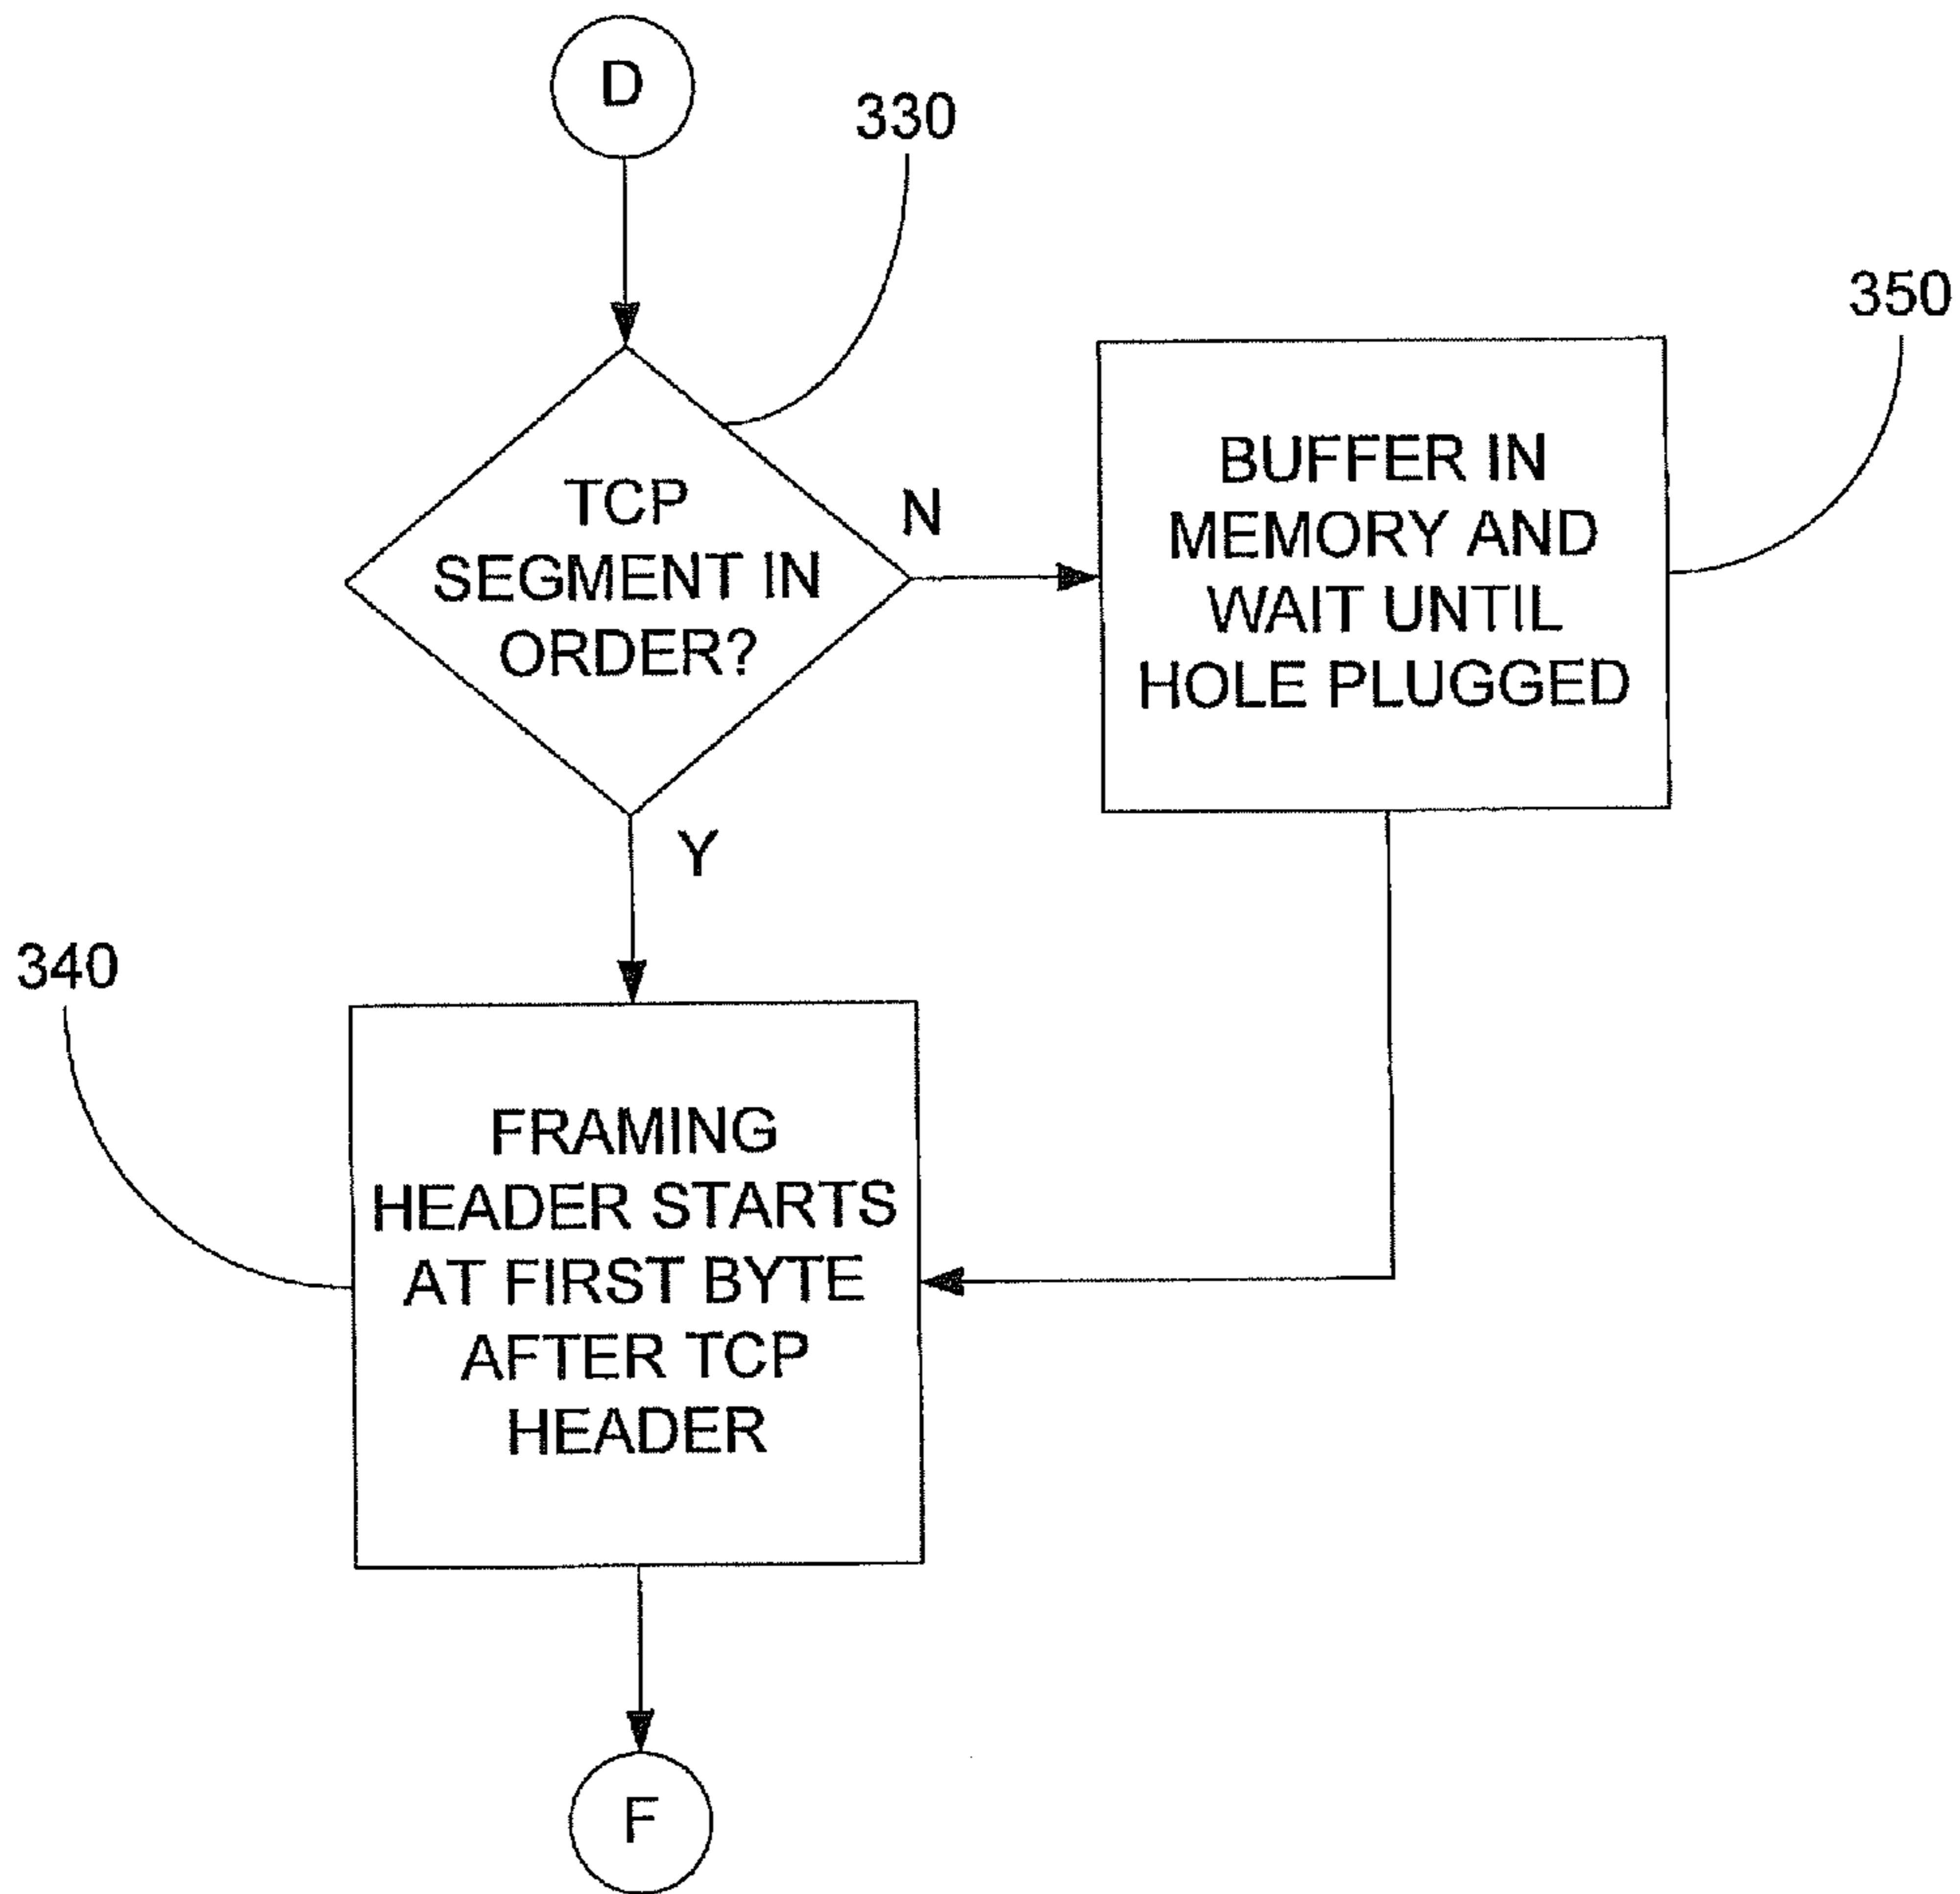 D
330
350
TCP
SEGMENT IN
ORDER?
N
BUFFER IN
MEMORY AND
WAIT UNTIL
HOLE PLUGGED
Y
340
FRAMING
HEADER STARTS
AT FIRST BYTE
AFTER TCP
HEADER
F